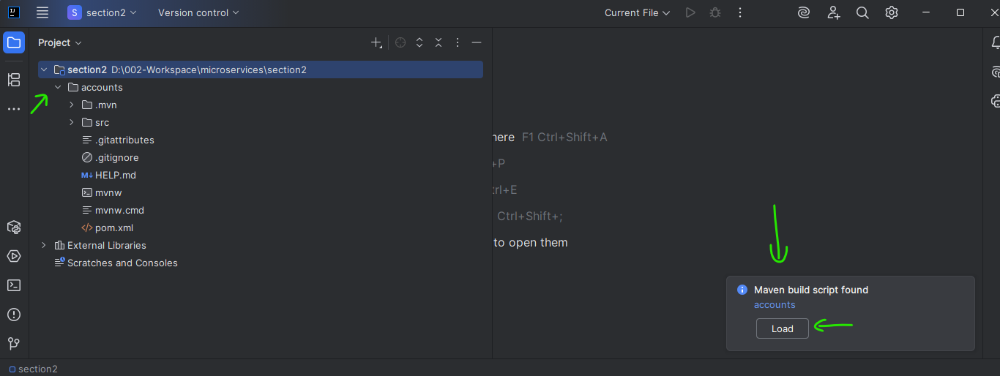 IJ
S section2 Version control Current File
Project
section2 D:\002-Workspace\microservices\section2
accounts
.mvn
src
.gitattributes
.gitignore
M↓ HELP.md
mvnw
mvnw.cmd
</> pom.xml
External Libraries
Scratches and Consoles
here F1 Ctrl+Shift+A
+P
trl+E
Ctrl+Shift+;
to open them
Maven build script found
accounts
Load
section2